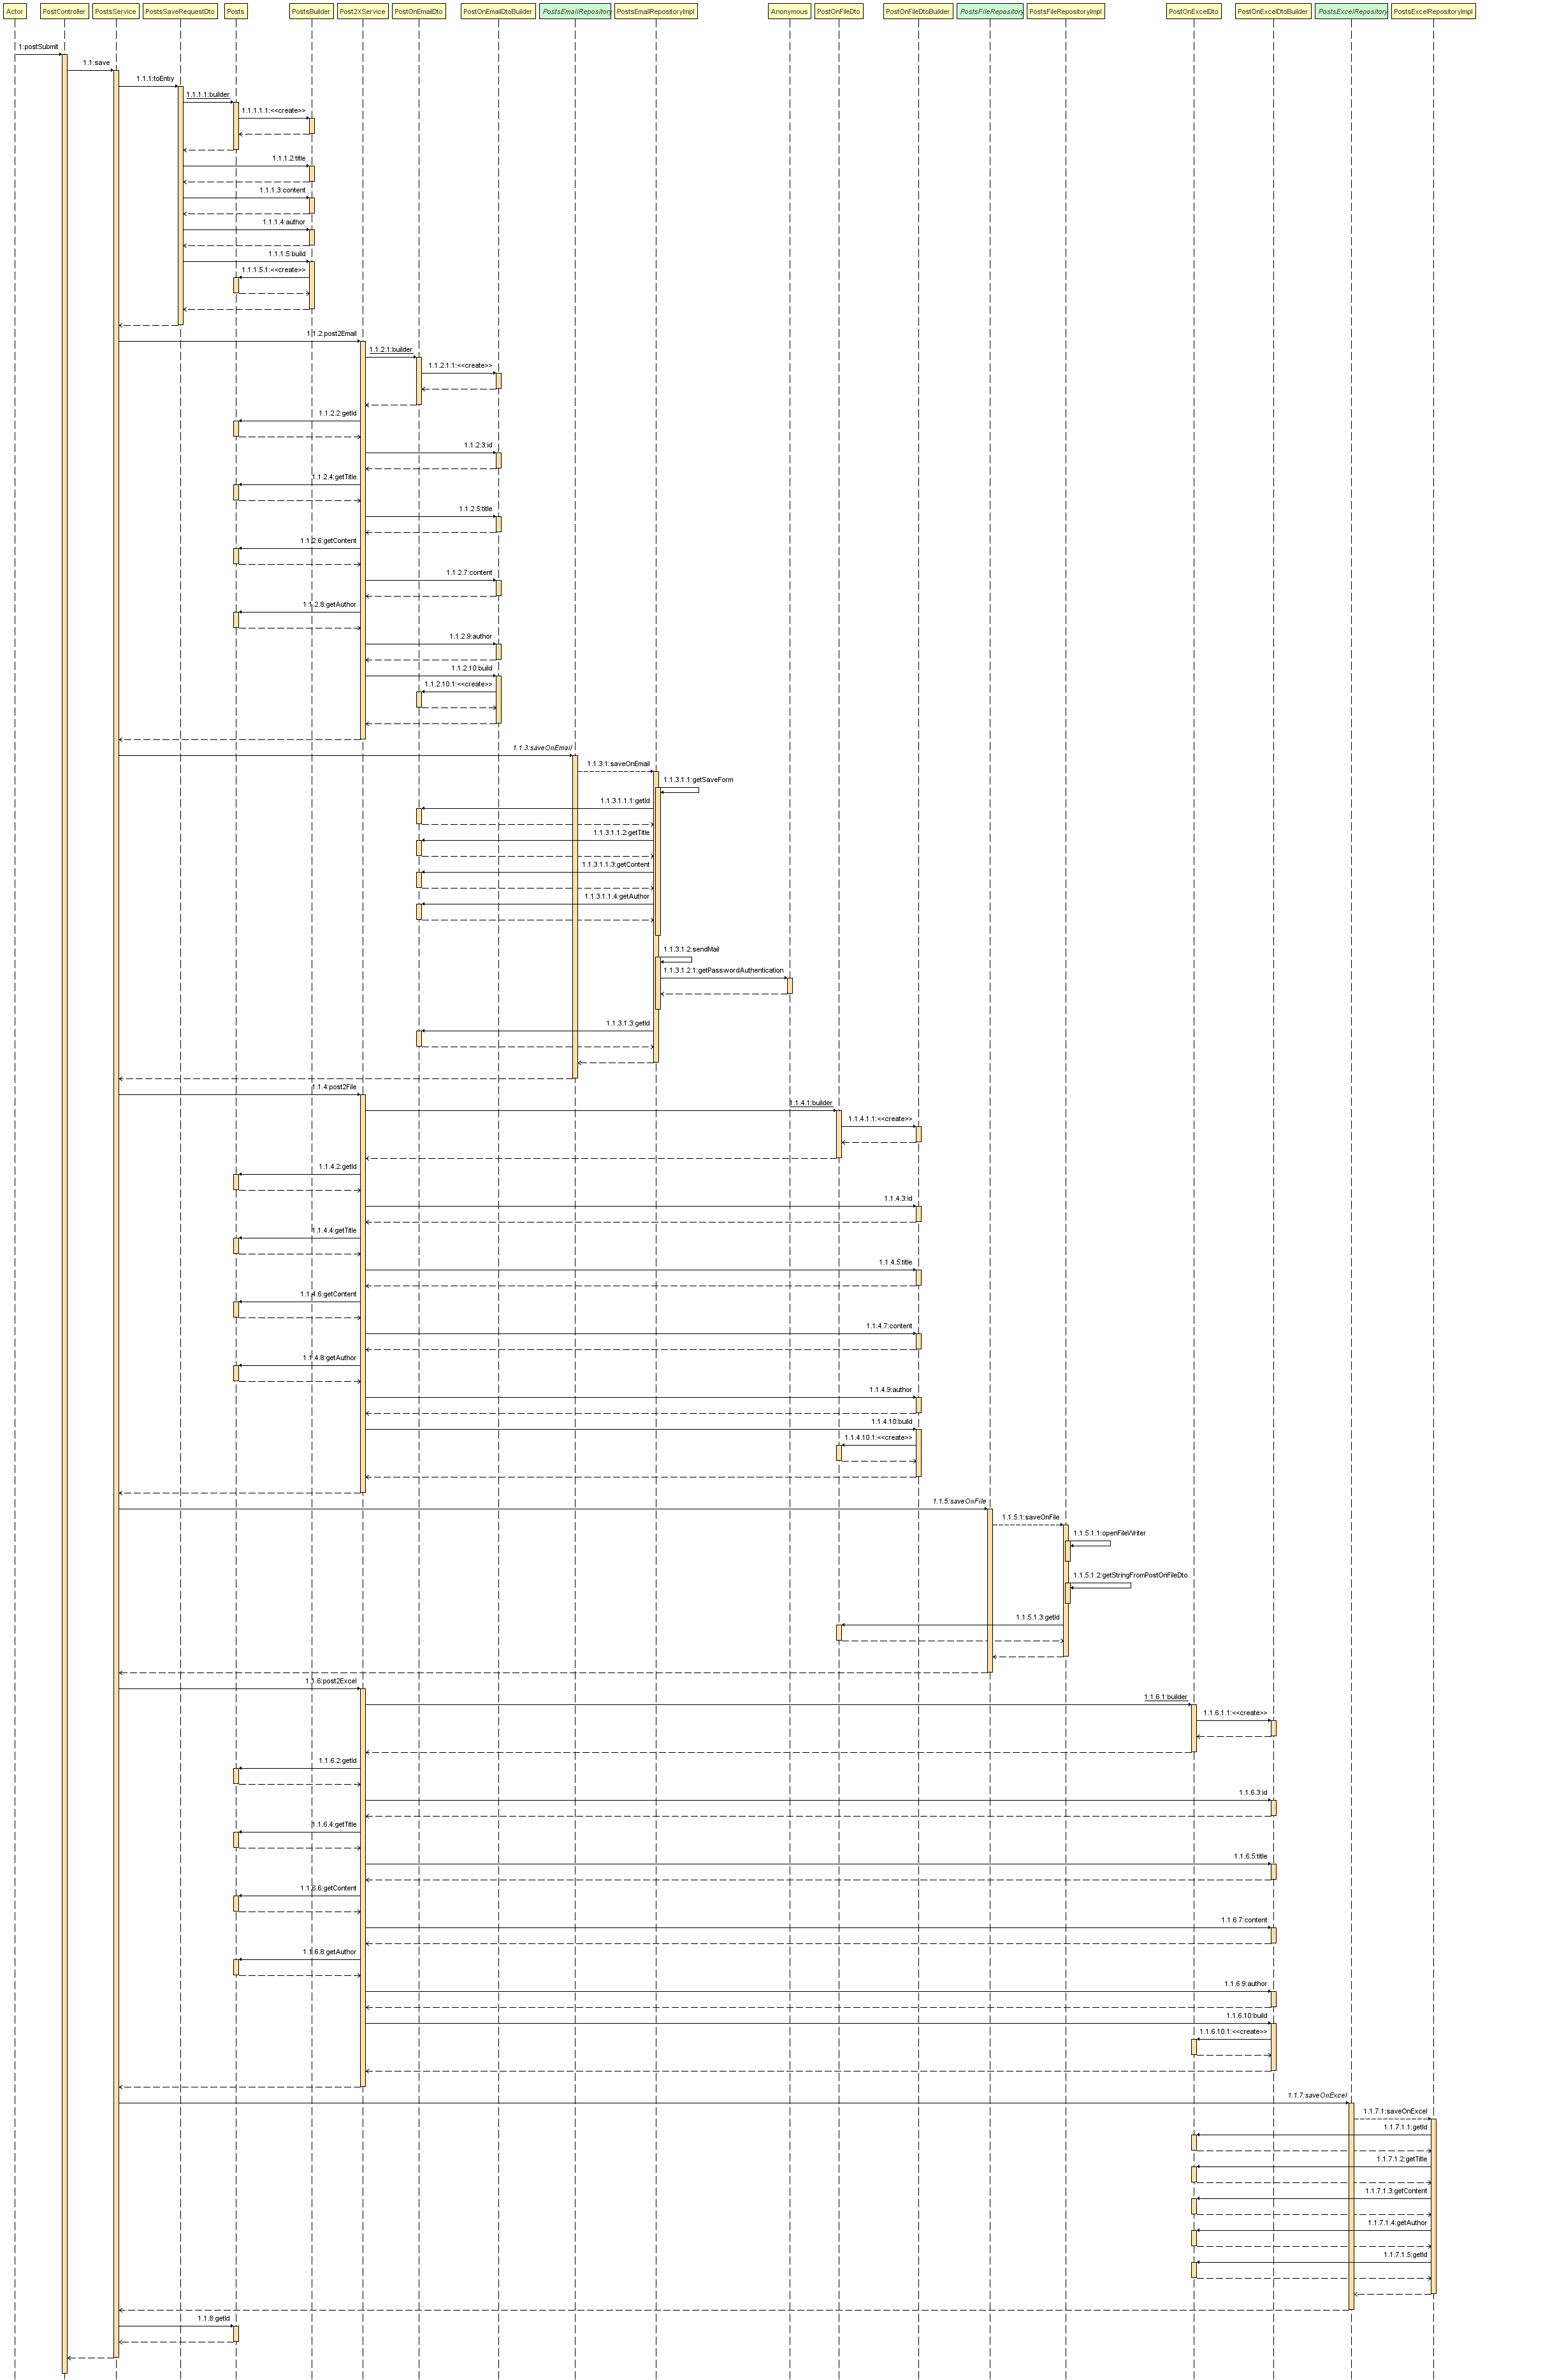 Actor
PostController
PostsService
PostsSaveRequestDto
Posts
PostsBuilder
Post2XService
PostOnEmailDto
PostOnEmailDtoBuilder
PostsEmailRepository
PostsEmailRepositoryImpl
Anonymous
PostOnFileDto
PostOnFileDtoBuilder
PostsFileRepository
PostsFileRepositoryImpl
PostOnExcelDto
PostOnExcelDtoBuilder
PostsExcelRepository
PostsExcelRepositoryImpl
1:postSubmit
1.1:save
1.1.1:toEntiy
1.1.1.1:builder
1.1.1.1.1:<<create>>
1.1.1.2:title
1.1.1.3:content
1.1.1.4:author
1.1.1.5:build
1.1.1.5.1:<<create>>
1.1.2:post2Email
1.1.2.1:builder
1.1.2.1.1:<<create>>
1.1.2.2:getId
1.1.2.3:id
1.1.2.4:getTitle
1.1.2.5:title
1.1.2.6:getContent
1.1.2.7:content
1.1.2.8:getAuthor
1.1.2.9:author
1.1.2.10:build
1.1.2.10.1:<<create>>
1.1.3:saveOnEmail
1.1.3.1:saveOnEmail
1.1.3.1.1:getSaveForm
1.1.3.1.1.1:getId
1.1.3.1.1.2:getTitle
1.1.3.1.1.3:getContent
1.1.3.1.1.4:getAuthor
1.1.3.1.2:sendMail
1.1.3.1.2.1:getPasswordAuthentication
1.1.3.1.3:getId
1.1.4:post2File
1.1.4.1:builder
1.1.4.1.1:<<create>>
1.1.4.2:getId
1.1.4.3:id
1.1.4.4:getTitle
1.1.4.5:title
1.1.4.6:getContent
1.1.4.7:content
1.1.4.8:getAuthor
1.1.4.9:author
1.1.4.10:build
1.1.4.10.1:<<create>>
1.1.5:saveOnFile
1.1.5.1:saveOnFile
1.1.5.1.1:openFileWriter
1.1.5.1.2:getStringFromPostOnFileDto
1.1.5.1.3:getId
1.1.6:post2Excel
1.1.6.1:builder
1.1.6.1.1:<<create>>
1.1.6.2:getId
1.1.6.3:id
1.1.6.4:getTitle
1.1.6.5:title
1.1.6.6:getContent
1.1.6.7:content
1.1.6.8:getAuthor
1.1.6.9:author
1.1.6.10:build
1.1.6.10.1:<<create>>
1.1.7:saveOnExcel
1.1.7.1:saveOnExcel
1.1.7.1.1:getId
1.1.7.1.2:getTitle
1.1.7.1.3:getContent
1.1.7.1.4:getAuthor
1.1.7.1.5:getId
1.1.8:getId